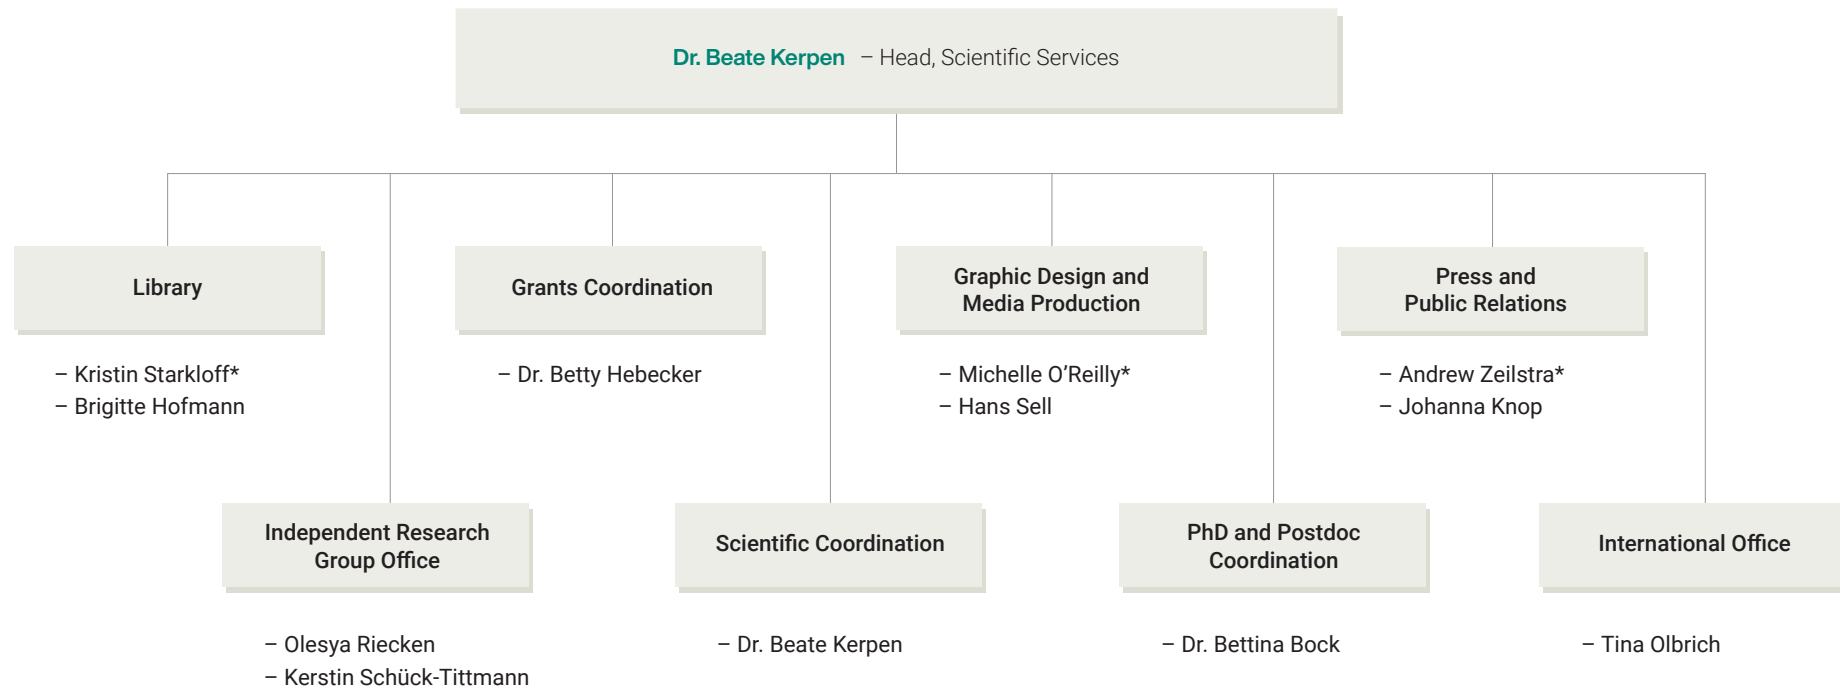 Dr. Beate Kerpen – Head, Scientific Services
Library
– Kristin Starkloff*
– Brigitte Hofmann
Grants Coordination
– Dr. Betty Hebecker
Graphic Design and
Media Production
– Michelle O’Reilly*
– Hans Sell
Press and
Public Relations
– Andrew Zeilstra*
– Johanna Knop
Independent Research
Group Office
– Olesya Riecken
– Kerstin Schück-Tittmann
Scientific Coordination
– Dr. Beate Kerpen
PhD and Postdoc
Coordination
– Dr. Bettina Bock
International Office
– Tina Olbrich